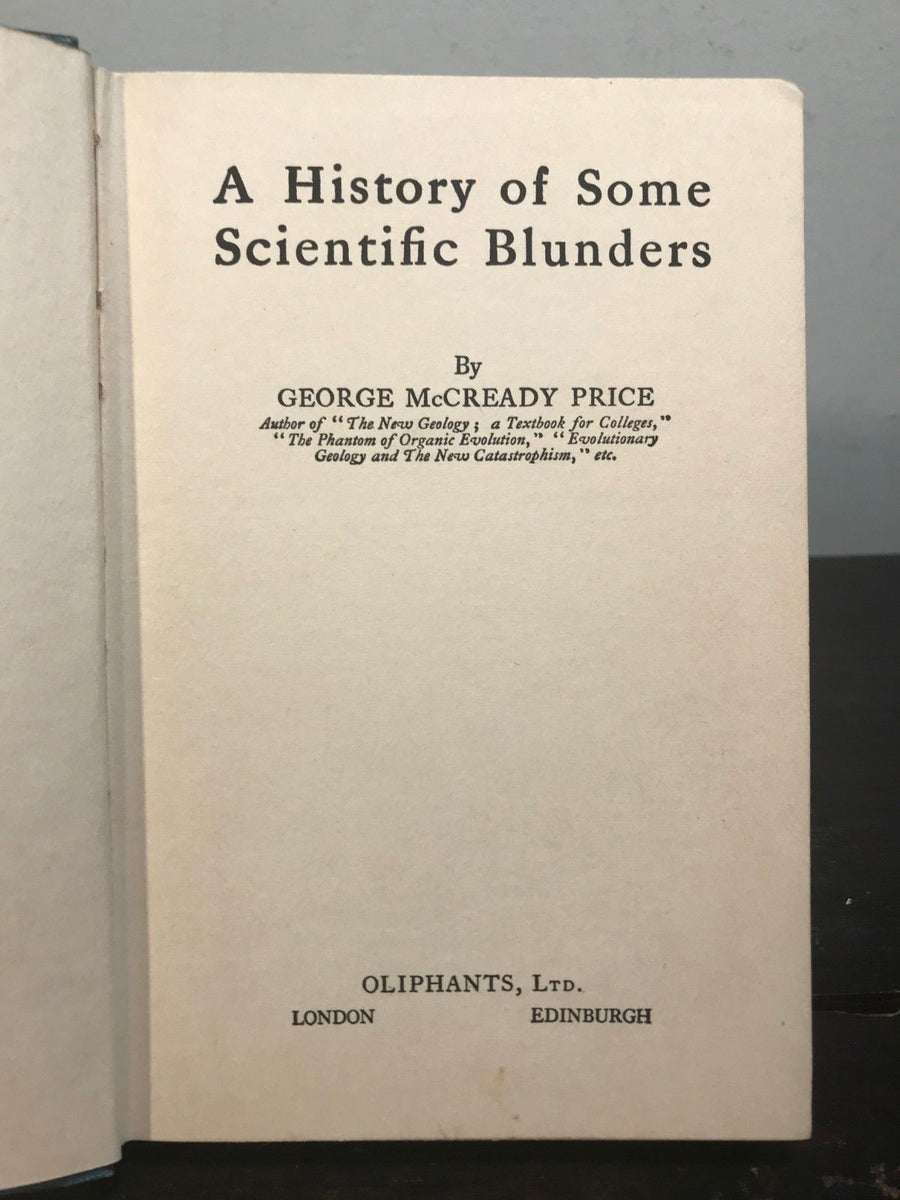 A History of Some
Scientific Blunders
By
GEORGE McCREADY PRICE
Author of “The New Geology; a Textbook for Colleges,”
“The Phantom of Organic Evolution,” “Evolutionary
Geology and The New Catastrophism,” etc.
OLIPHANTS, LTD.
LONDON EDINBURGH